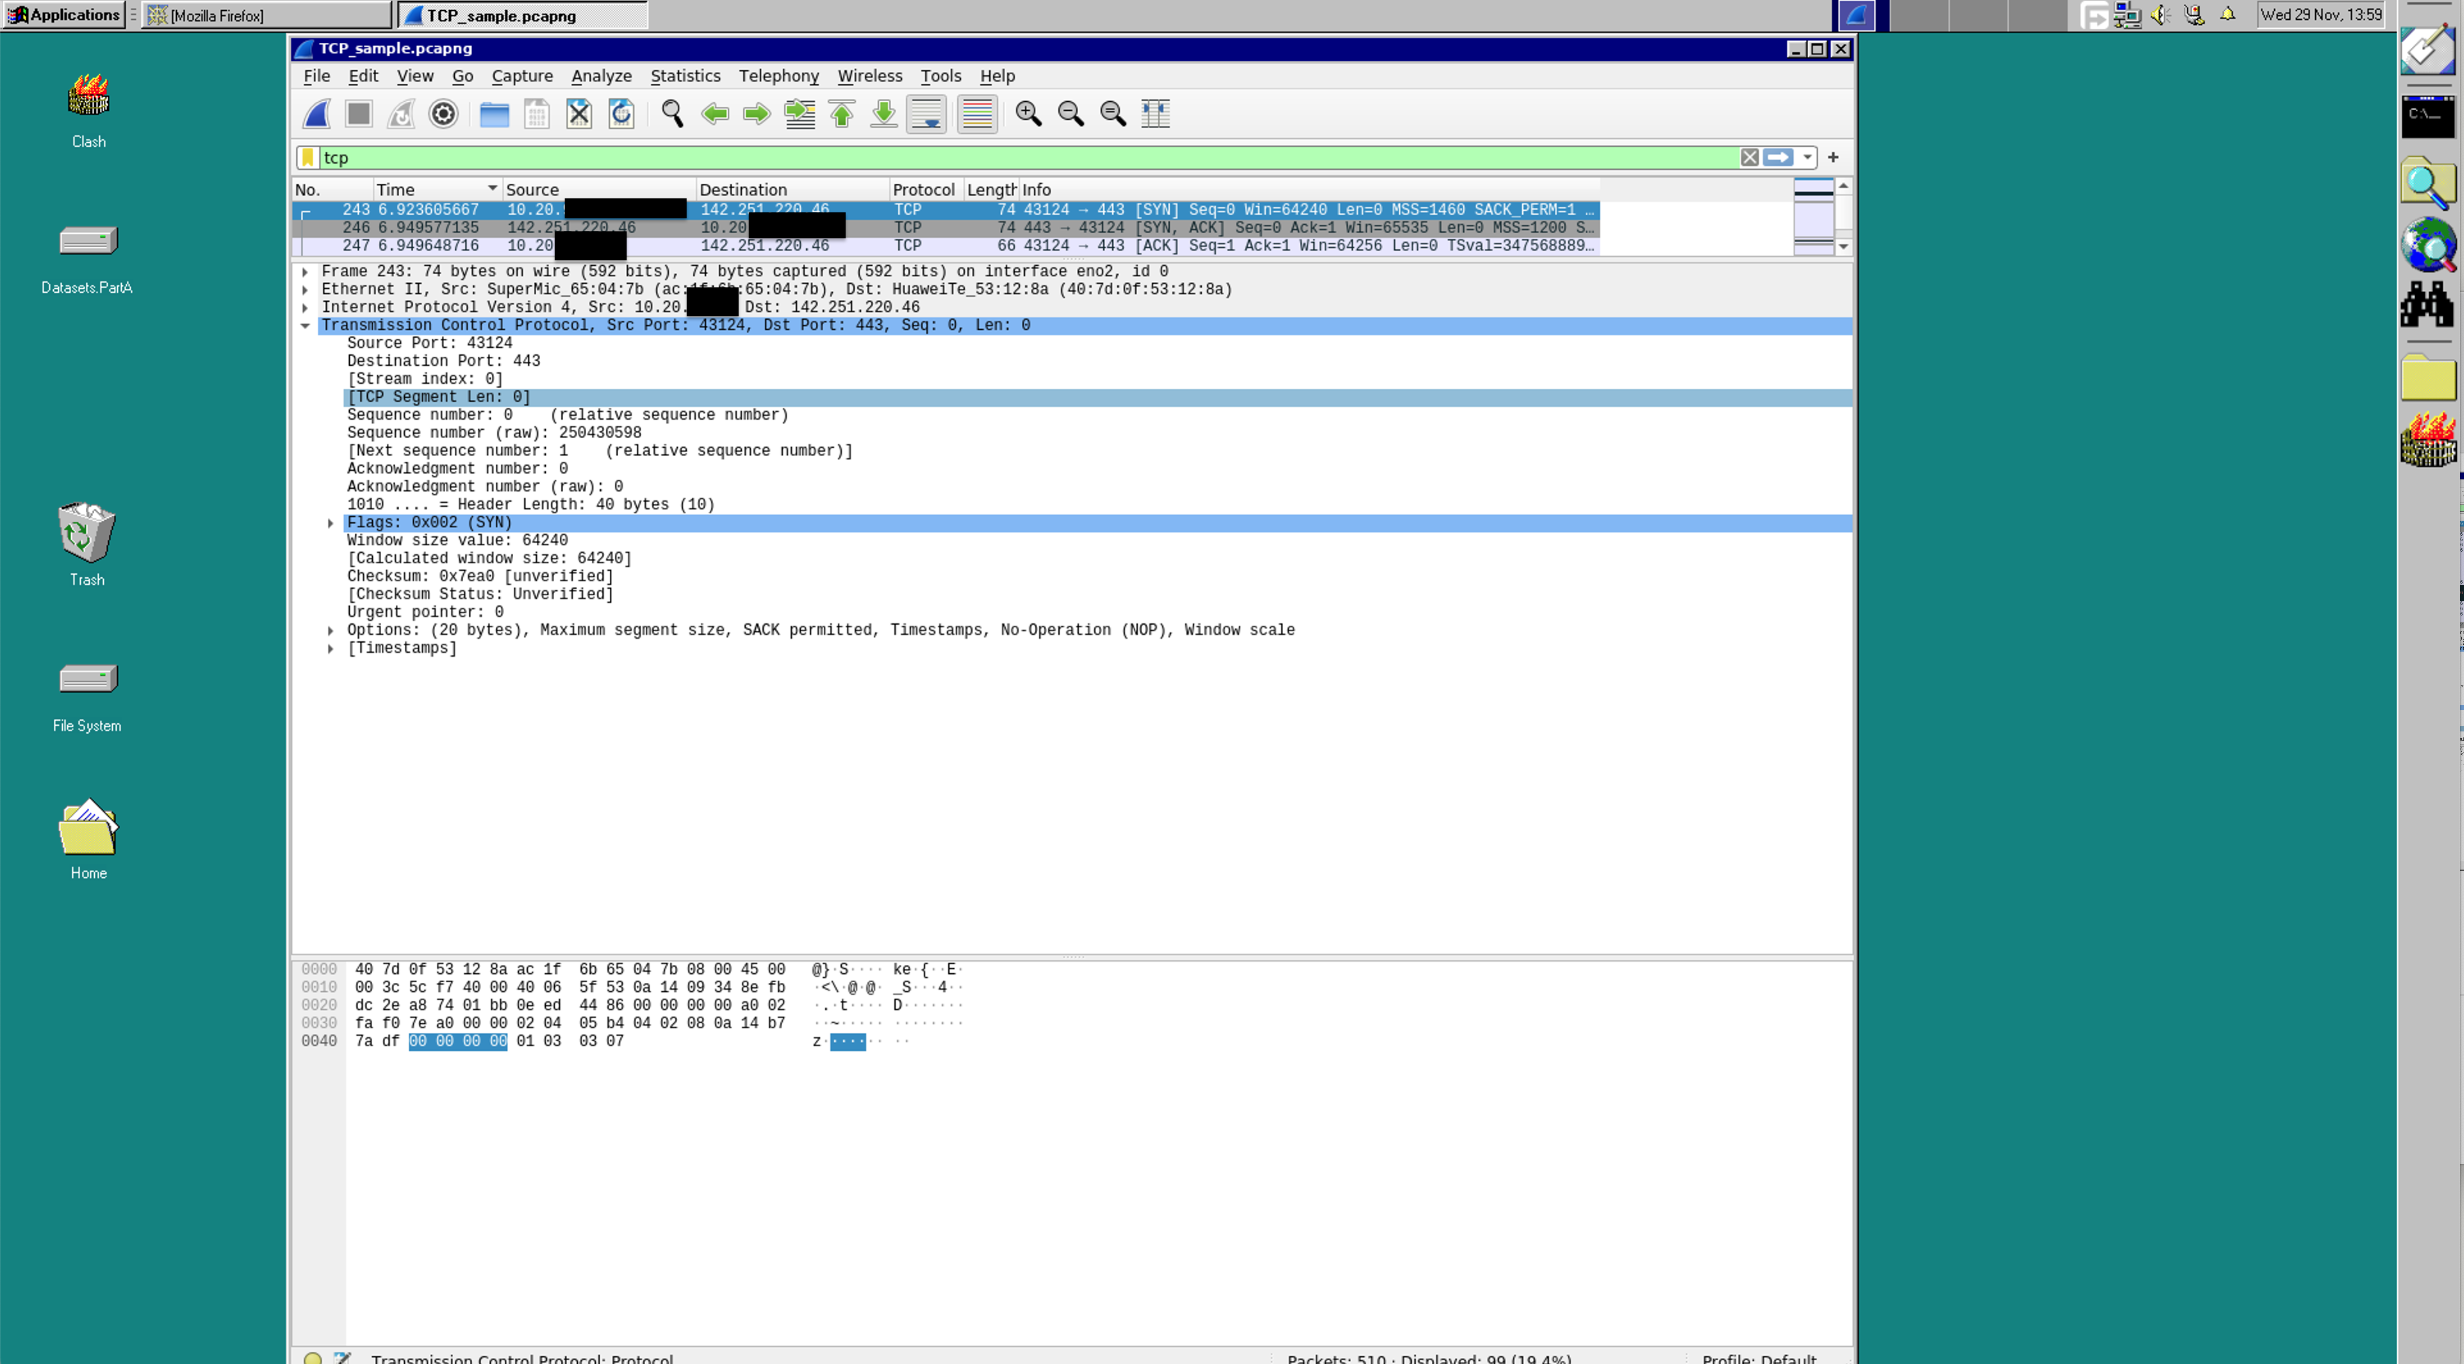 Applications
[Mozilla Firefox]
TCP_sample.pcapng
Wed 29 Nov, 13:59
TCP_sample.pcapng
File Edit View Go Capture Analyze Statistics Telephony Wireless Tools Help
tcp
No. Time Source Destination Protocol Length Info
243 6.923605667 10.20. 142.251.220.46 TCP 74 43124 → 443 [SYN] Seq=0 Win=64240 Len=0 MSS=1460 SACK_PERM=1 …
246 6.949577135 142.251.220.46 10.20 TCP 74 443 → 43124 [SYN, ACK] Seq=0 Ack=1 Win=65535 Len=0 MSS=1200 S…
247 6.949648716 10.20 142.251.220.46 TCP 66 43124 → 443 [ACK] Seq=1 Ack=1 Win=64256 Len=0 TSval=347568889…
Frame 243: 74 bytes on wire (592 bits), 74 bytes captured (592 bits) on interface eno2, id 0
Ethernet II, Src: SuperMic_65:04:7b (ac:1f:6b:65:04:7b), Dst: HuaweiTe_53:12:8a (40:7d:0f:53:12:8a)
Internet Protocol Version 4, Src: 10.20. Dst: 142.251.220.46
Transmission Control Protocol, Src Port: 43124, Dst Port: 443, Seq: 0, Len: 0
Source Port: 43124
Destination Port: 443
[Stream index: 0]
[TCP Segment Len: 0]
Sequence number: 0 (relative sequence number)
Sequence number (raw): 250430598
[Next sequence number: 1 (relative sequence number)]
Acknowledgment number: 0
Acknowledgment number (raw): 0
1010 .... = Header Length: 40 bytes (10)
Flags: 0x002 (SYN)
Window size value: 64240
[Calculated window size: 64240]
Checksum: 0x7ea0 [unverified]
[Checksum Status: Unverified]
Urgent pointer: 0
Options: (20 bytes), Maximum segment size, SACK permitted, Timestamps, No-Operation (NOP), Window scale
[Timestamps]
0000 40 7d 0f 53 12 8a ac 1f 6b 65 04 7b 08 00 45 00 @}·S···· ke·{··E·
0010 00 3c 5c f7 40 00 40 06 5f 53 0a 14 09 34 8e fb ·<\·@·@· _S···4··
0020 dc 2e a8 74 01 bb 0e ed 44 86 00 00 00 00 a0 02 ·.·t···· D·······
0030 fa f0 7e a0 00 00 02 04 05 b4 04 02 08 0a 14 b7 ··~····· ········
0040 7a df 00 00 00 00 01 03 03 07 z······· ··
Transmission Control Protocol: Protocol
Packets: 510 · Displayed: 99 (19.4%)
Profile: Default
Clash
Datasets.PartA
Trash
File System
Home
C:\_